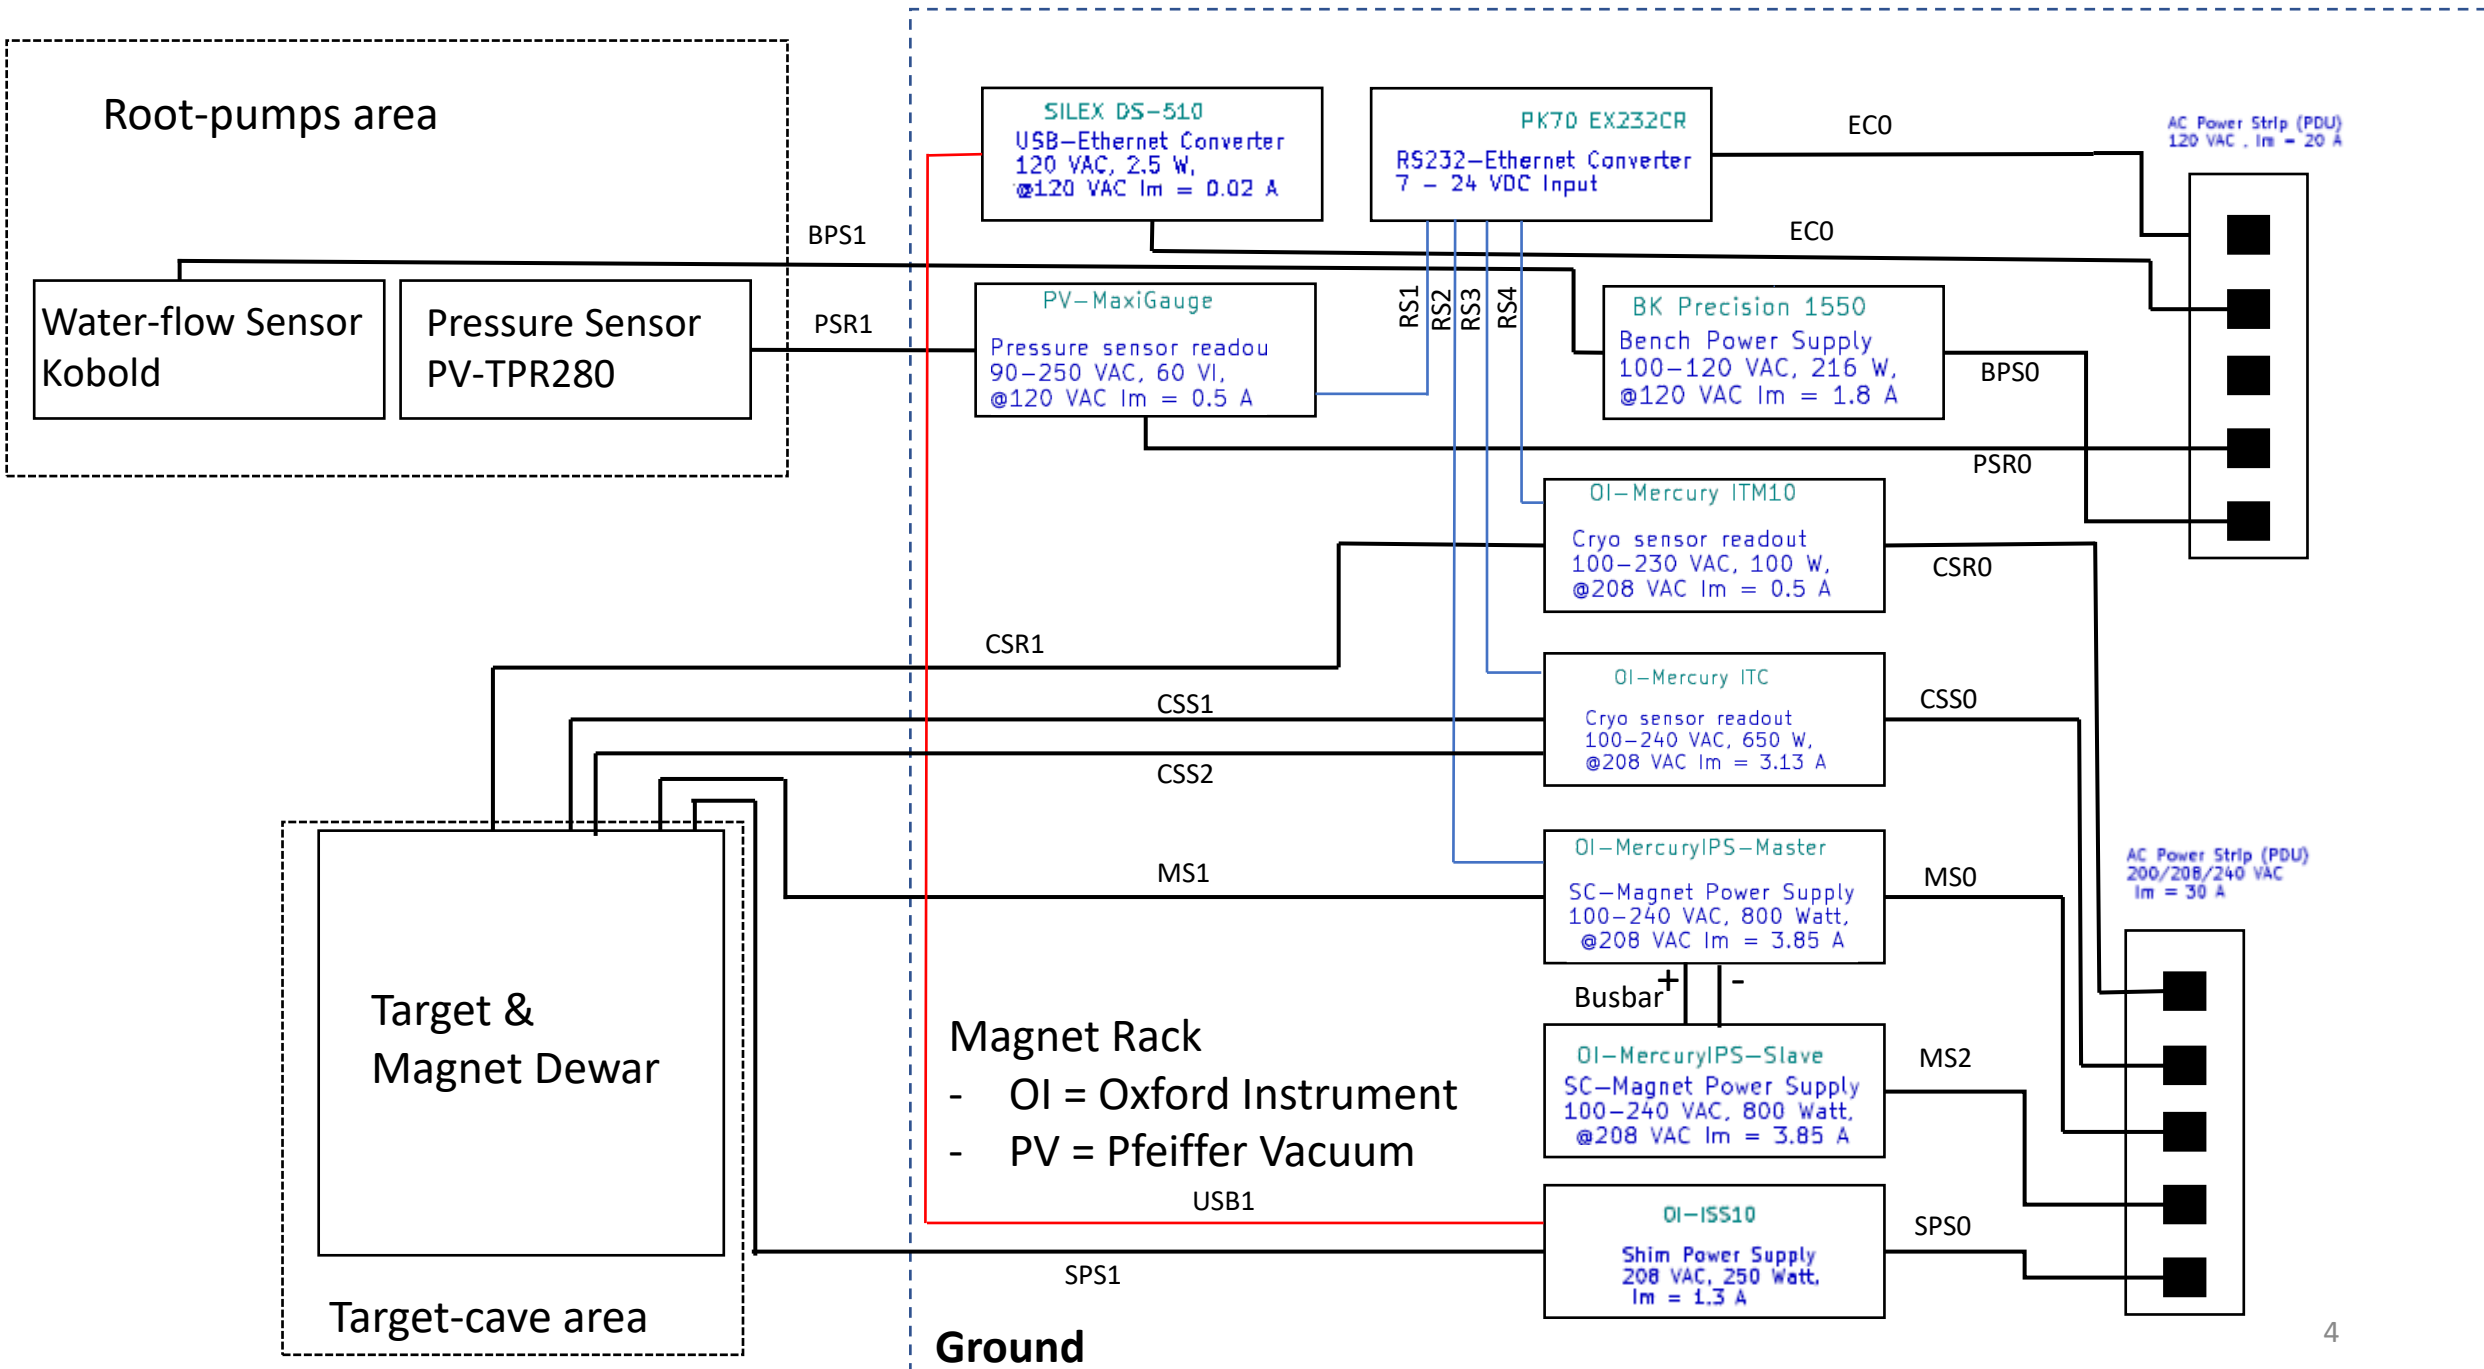 Root-pumps area
SILEX DS-510
USB-Ethernet Converter
120 VAC, 2.5 W,
@120 VAC Im = 0.02 A
PK70 EX232CR
RS232-Ethernet Converter
7 - 24 VDC Input
EC0
AC Power Strip (PDU)
120 VAC , Im = 20 A
BPS1
EC0
Water-flow Sensor
Kobold
Pressure Sensor
PV-TPR280
PSR1
PV-MaxiGauge
Pressure sensor readou
90-250 VAC, 60 VI,
@120 VAC Im = 0.5 A
RS1
RS2
RS3
RS4
BK Precision 1550
Bench Power Supply
100-120 VAC, 216 W,
@120 VAC Im = 1.8 A
BPS0
PSR0
OI-Mercury ITM10
Cryo sensor readout
100-230 VAC, 100 W,
@208 VAC Im = 0.5 A
CSR0
CSR1
OI-Mercury ITC
Cryo sensor readout
100-240 VAC, 650 W,
@208 VAC Im = 3.13 A
CSS0
CSS1
CSS2
OI-MercuryIPS-Master
SC-Magnet Power Supply
100-240 VAC, 800 Watt,
@208 VAC Im = 3.85 A
MS0
MS1
AC Power Strip (PDU)
200/208/240 VAC
Im = 30 A
Busbar
+
-
Target &
Magnet Dewar
Magnet Rack
- OI = Oxford Instrument
- PV = Pfeiffer Vacuum
OI-MercuryIPS-Slave
SC-Magnet Power Supply
100-240 VAC, 800 Watt,
@208 VAC Im = 3.85 A
MS2
USB1
OI-ISS10
Shim Power Supply
208 VAC, 250 Watt,
Im = 1.3 A
SPS0
SPS1
Target-cave area
Ground
4